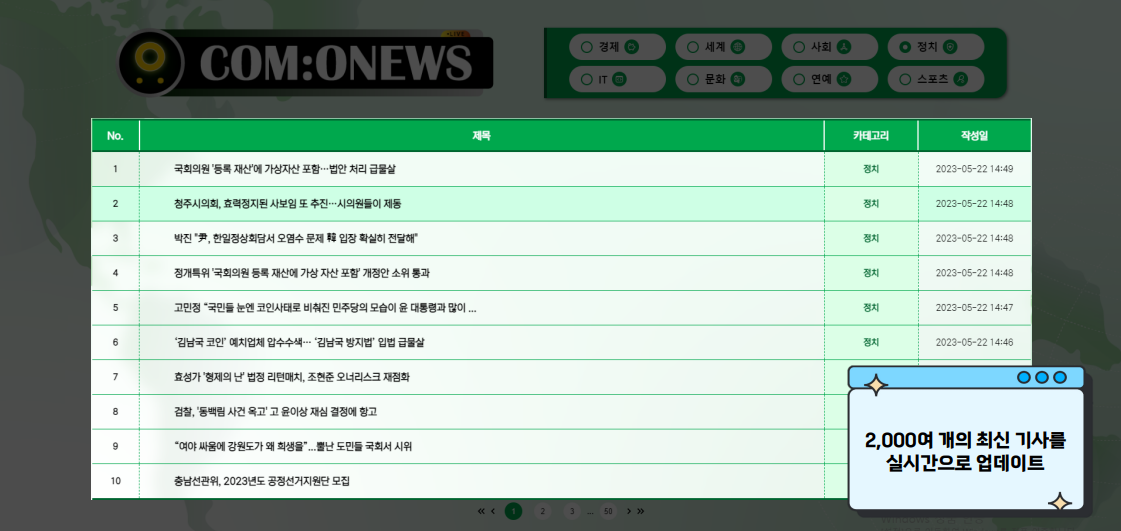 LIVE
COM:ONEWS
경제 세계 사회 정치
IT 문화 연예 스포츠
No. 제목 카테고리 작성일
1 국회의원 '등록 재산'에 가상자산 포함…법안 처리 급물살 정치 2023-05-22 14:49
2 청주시의회, 효력정지된 사보임 또 추진…시의원들이 제동 정치 2023-05-22 14:48
3 박진 "尹, 한일정상회담서 오염수 문제 韓 입장 확실히 전달해" 정치 2023-05-22 14:48
4 정개특위 '국회의원 등록 재산에 가상 자산 포함' 개정안 소위 통과 정치 2023-05-22 14:48
5 고민정 “국민들 눈엔 코인사태로 비춰진 민주당의 모습이 윤 대통령과 많이 ... 정치 2023-05-22 14:47
6 ‘김남국 코인’ 예치업체 압수수색… ‘김남국 방지법’ 입법 급물살 정치 2023-05-22 14:46
7 효성가 '형제의 난' 법정 리턴매치, 조현준 오너리스크 재점화
8 검찰, '동백림 사건 옥고' 고 윤이상 재심 결정에 항고
9 “여야 싸움에 강원도가 왜 희생을”...뿔난 도민들 국회서 시위
10 충남선관위, 2023년도 공정선거지원단 모집
2,000여 개의 최신 기사를
실시간으로 업데이트
« ‹ 1 2 3 ... 50 › »